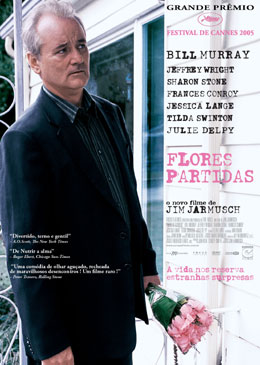 GRANDE PRÊMIO
FESTIVAL DE CANNES 2005
BILL MURRAY
JEFFREY WRIGHT
SHARON STONE
FRANCES CONROY
JESSICA LANGE
TILDA SWINTON
JULIE DELPY
FLORES
PARTIDAS
o novo filme de
JIM JARMUSCH
A vida nos reserva
estranhas surpresas
"Divertido, terno e gentil"
A.O.Scott, The New York Times
"De Nutrir a alma"
Roger Ebert, Chicago Sun-Times
"Uma comédia de olhar aguçado, recheada
de maravilhosos desencontros ! Um filme raro !"
Peter Travers, Rolling Stone